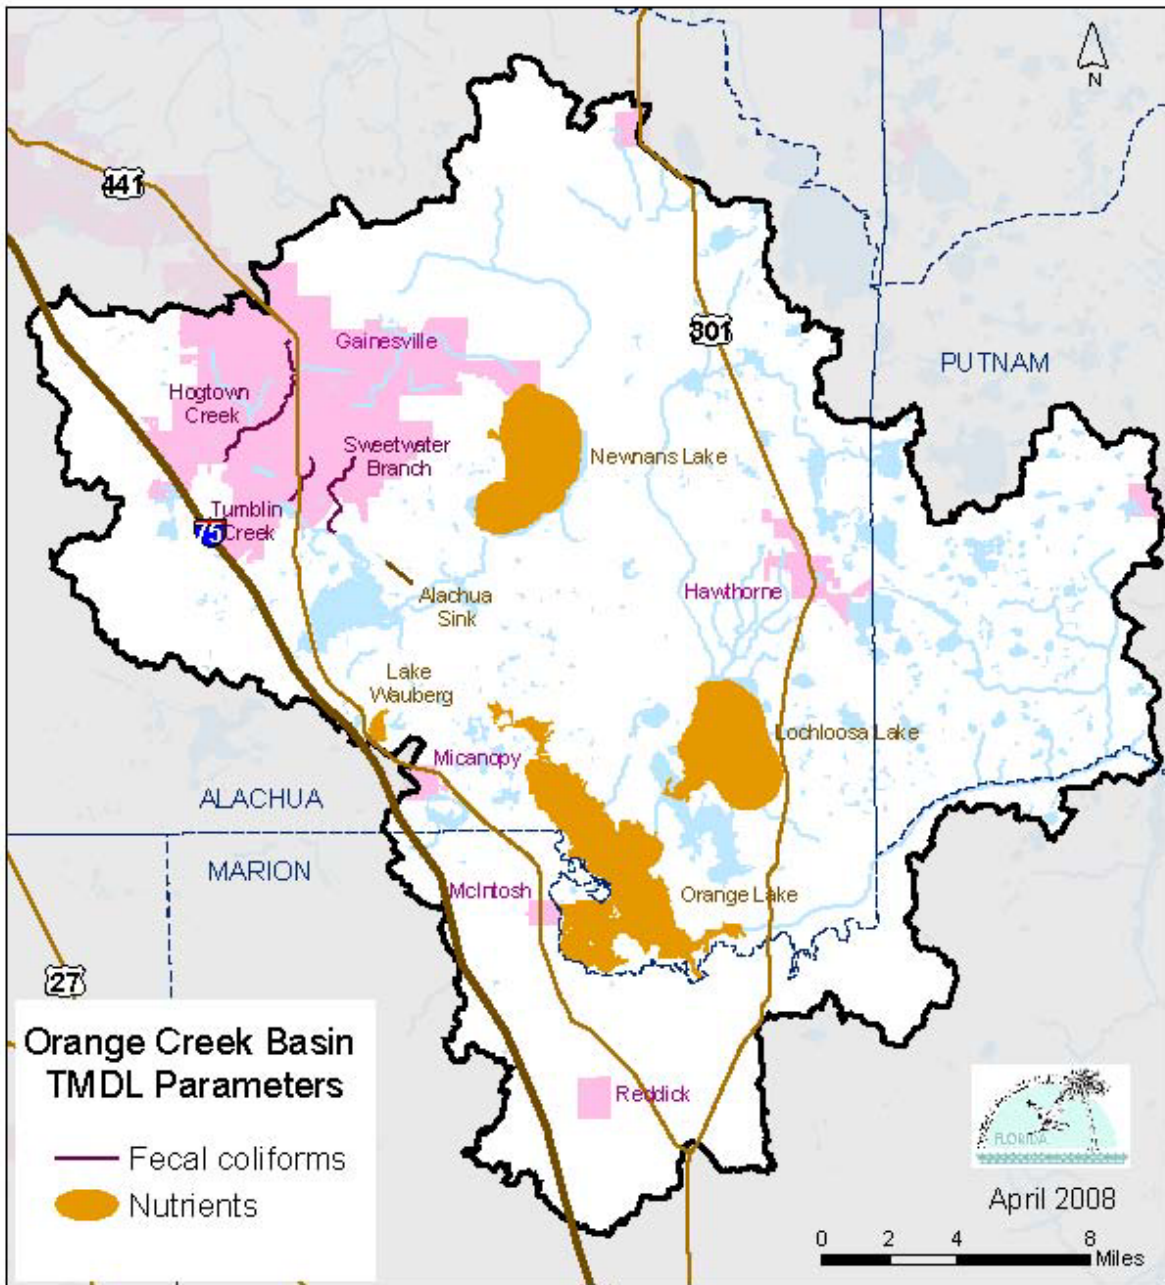 N
441
301
Gainesville
PUTNAM
Hogtown
Creek
Sweetwater
Branch
Newnans Lake
Tumblin
Creek
75
Alachua
Sink
Hawthorne
Lake
Wauberg
Lochloosa Lake
Micanopy
ALACHUA
MARION
McIntosh
Orange Lake
27
Orange Creek Basin
TMDL Parameters
Reddick
Fecal coliforms
Nutrients
FLORIDA
April 2008
0 2 4 8
Miles